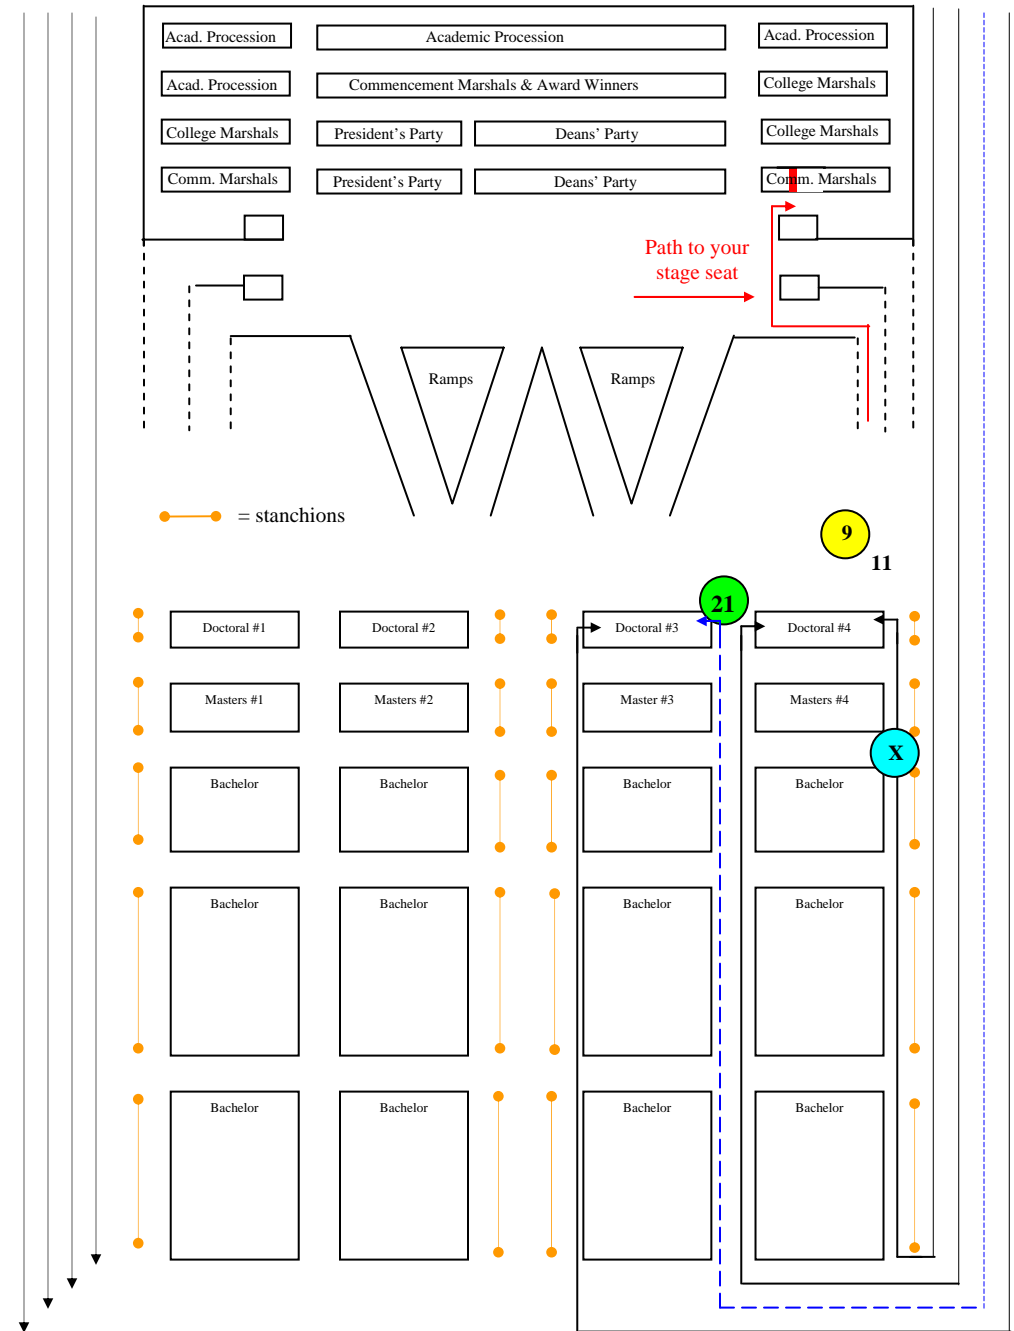 Acad. Procession Academic Procession Acad. Procession
Acad. Procession Commencement Marshals & Award Winners College Marshals
College Marshals President's Party Deans' Party College Marshals
Comm. Marshals President's Party Deans' Party Comm. Marshals
Path to your
stage seat
Ramps Ramps
= stanchions
9
11
21
Doctoral #1 Doctoral #2 Doctoral #3 Doctoral #4
Masters #1 Masters #2 Master #3 Masters #4
X
Bachelor Bachelor Bachelor Bachelor
Bachelor Bachelor Bachelor Bachelor
Bachelor Bachelor Bachelor Bachelor